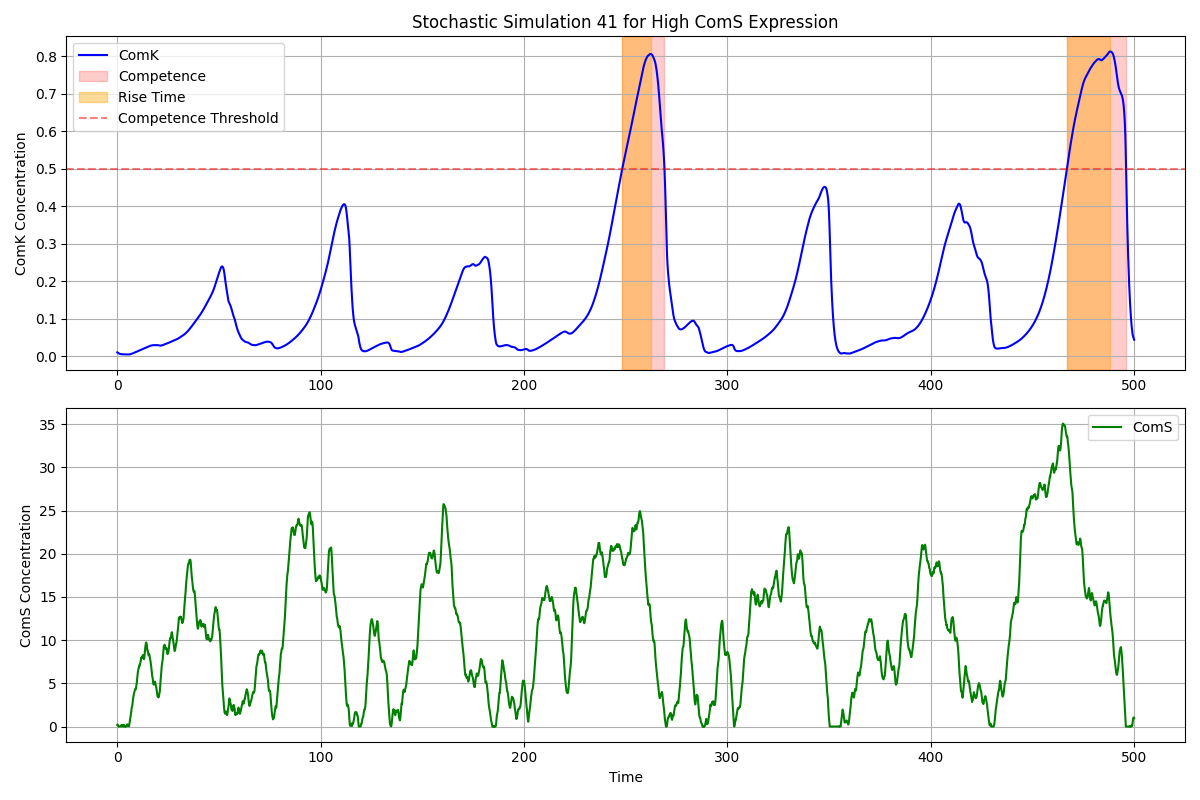 Stochastic Simulation 41 for High ComS Expression
ComK Concentration
0.8
0.7
0.6
0.5
0.4
0.3
0.2
0.1
0.0
ComK
Competence
Rise Time
Competence Threshold
0 100 200 300 400 500
ComS Concentration
35
30
25
20
15
10
5
0
ComS
0 100 200 300 400 500
Time